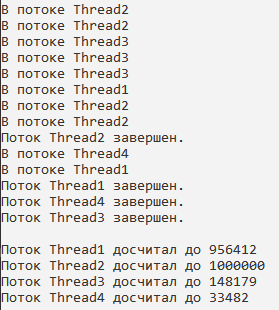 В потоке Thread2
В потоке Thread2
В потоке Thread3
В потоке Thread3
В потоке Thread3
В потоке Thread1
В потоке Thread2
В потоке Thread2
Поток Thread2 завершен.
В потоке Thread4
В потоке Thread1
Поток Thread1 завершен.
Поток Thread4 завершен.
Поток Thread3 завершен.

Поток Thread1 досчитал до 956412
Поток Thread2 досчитал до 1000000
Поток Thread3 досчитал до 148179
Поток Thread4 досчитал до 33482